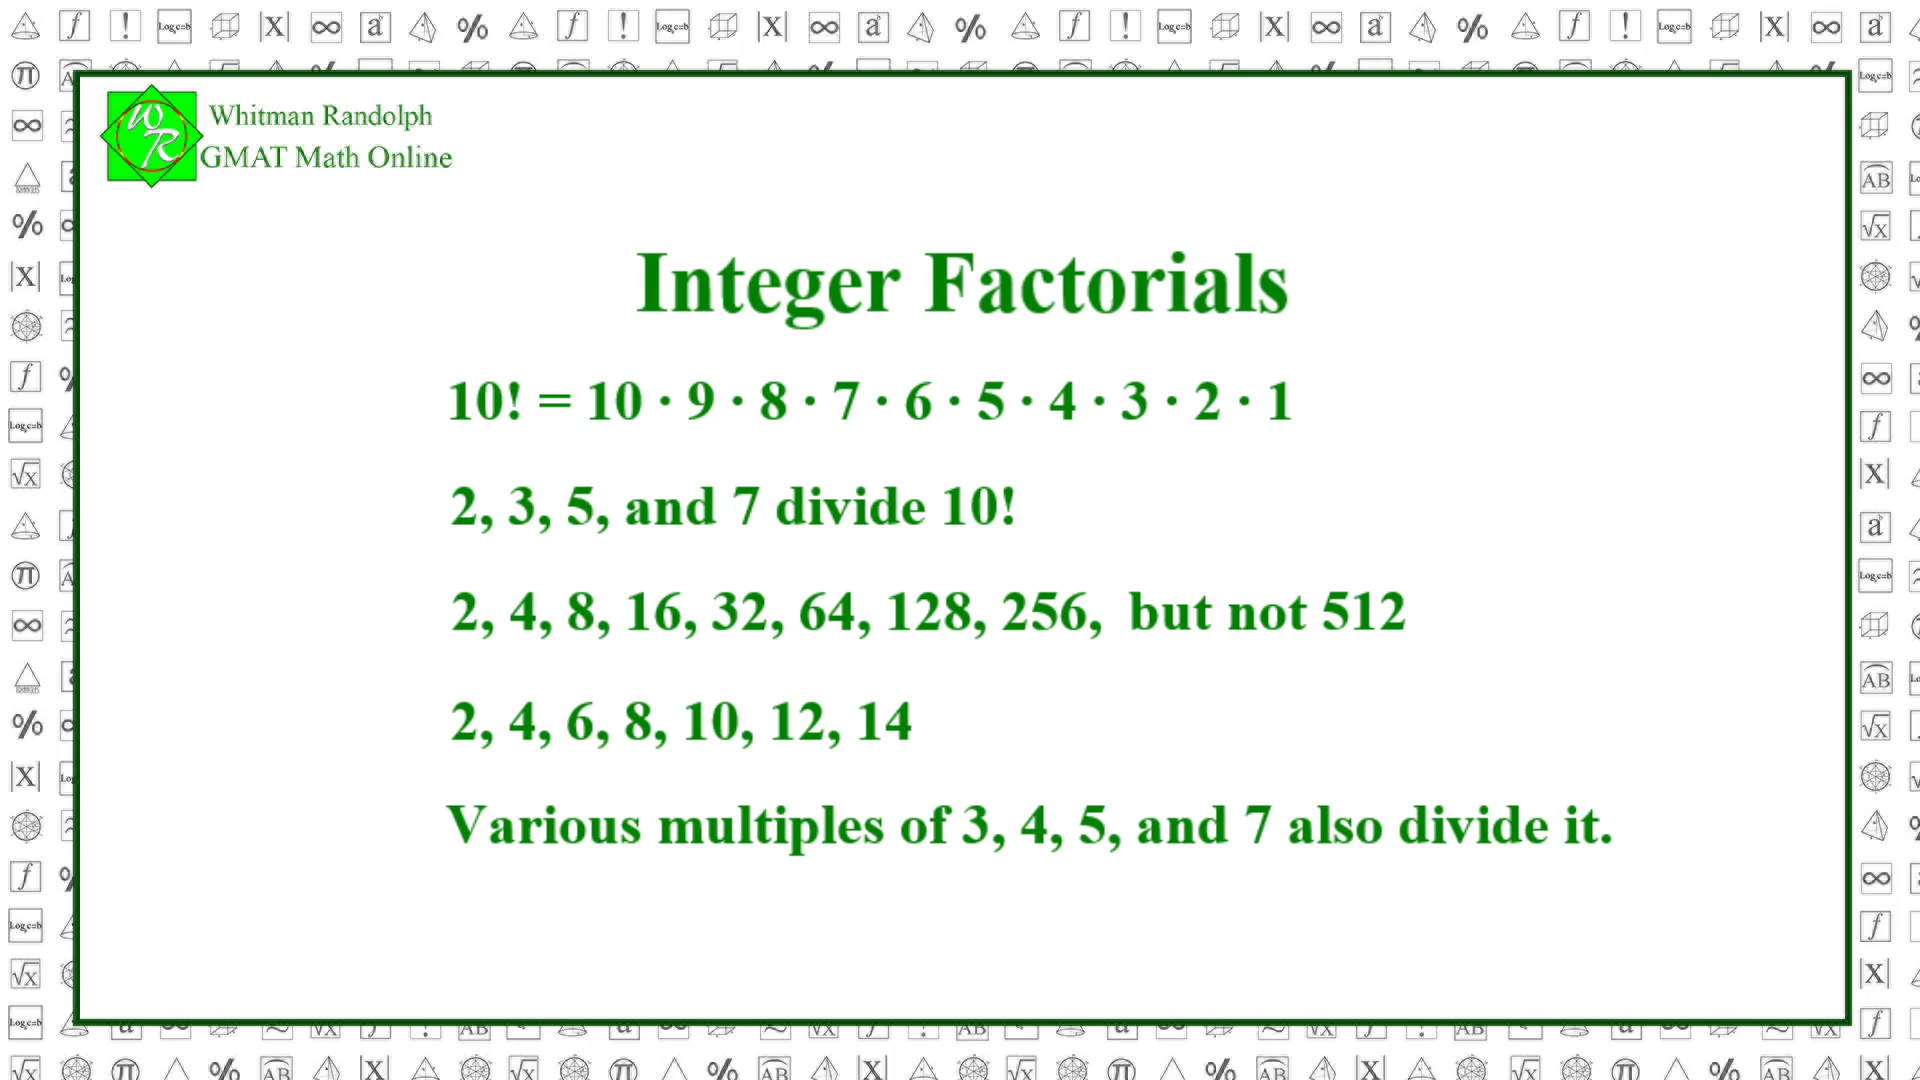 Whitman Randolph
GMAT Math Online
Integer Factorials
10! = 10 · 9 · 8 · 7 · 6 · 5 · 4 · 3 · 2 · 1
2, 3, 5, and 7 divide 10!
2, 4, 8, 16, 32, 64, 128, 256, but not 512
2, 4, 6, 8, 10, 12, 14
Various multiples of 3, 4, 5, and 7 also divide it.